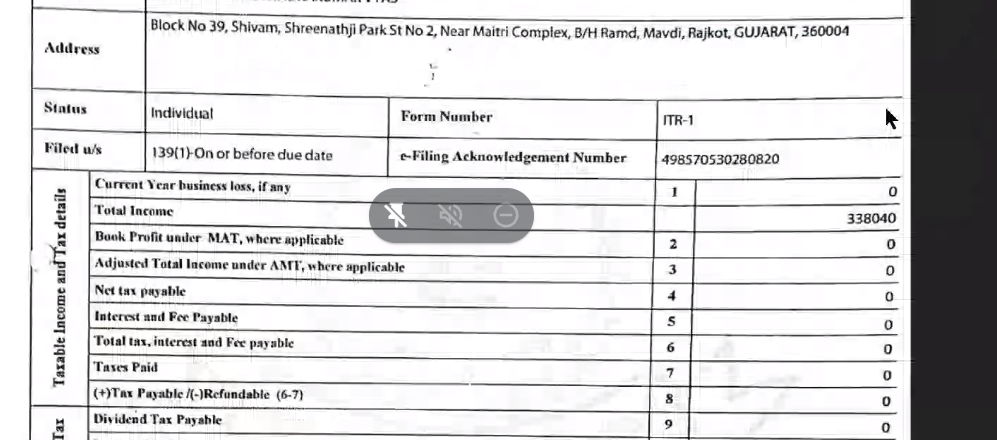 Block No 39, Shivam, Shreenathji Park St No 2, Near Maitri Complex, B/H Ramd, Mavdi, Rajkot, GUJARAT, 360004
Address
Status Individual Form Number ITR-1
Filed u/s 139(1)-On or before due date e-Filing Acknowledgement Number 498570530280820
Taxable Income and Tax details
Current Year business loss, if any 1 0
Total Income 338040
Book Profit under MAT, where applicable 2 0
Adjusted Total Income under AMT, where applicable 3 0
Net tax payable 4 0
Interest and Fee Payable 5 0
Total tax, interest and Fee payable 6 0
Taxes Paid 7 0
(+)Tax Payable /(-)Refundable (6-7) 8 0
Tax
Dividend Tax Payable 9 0